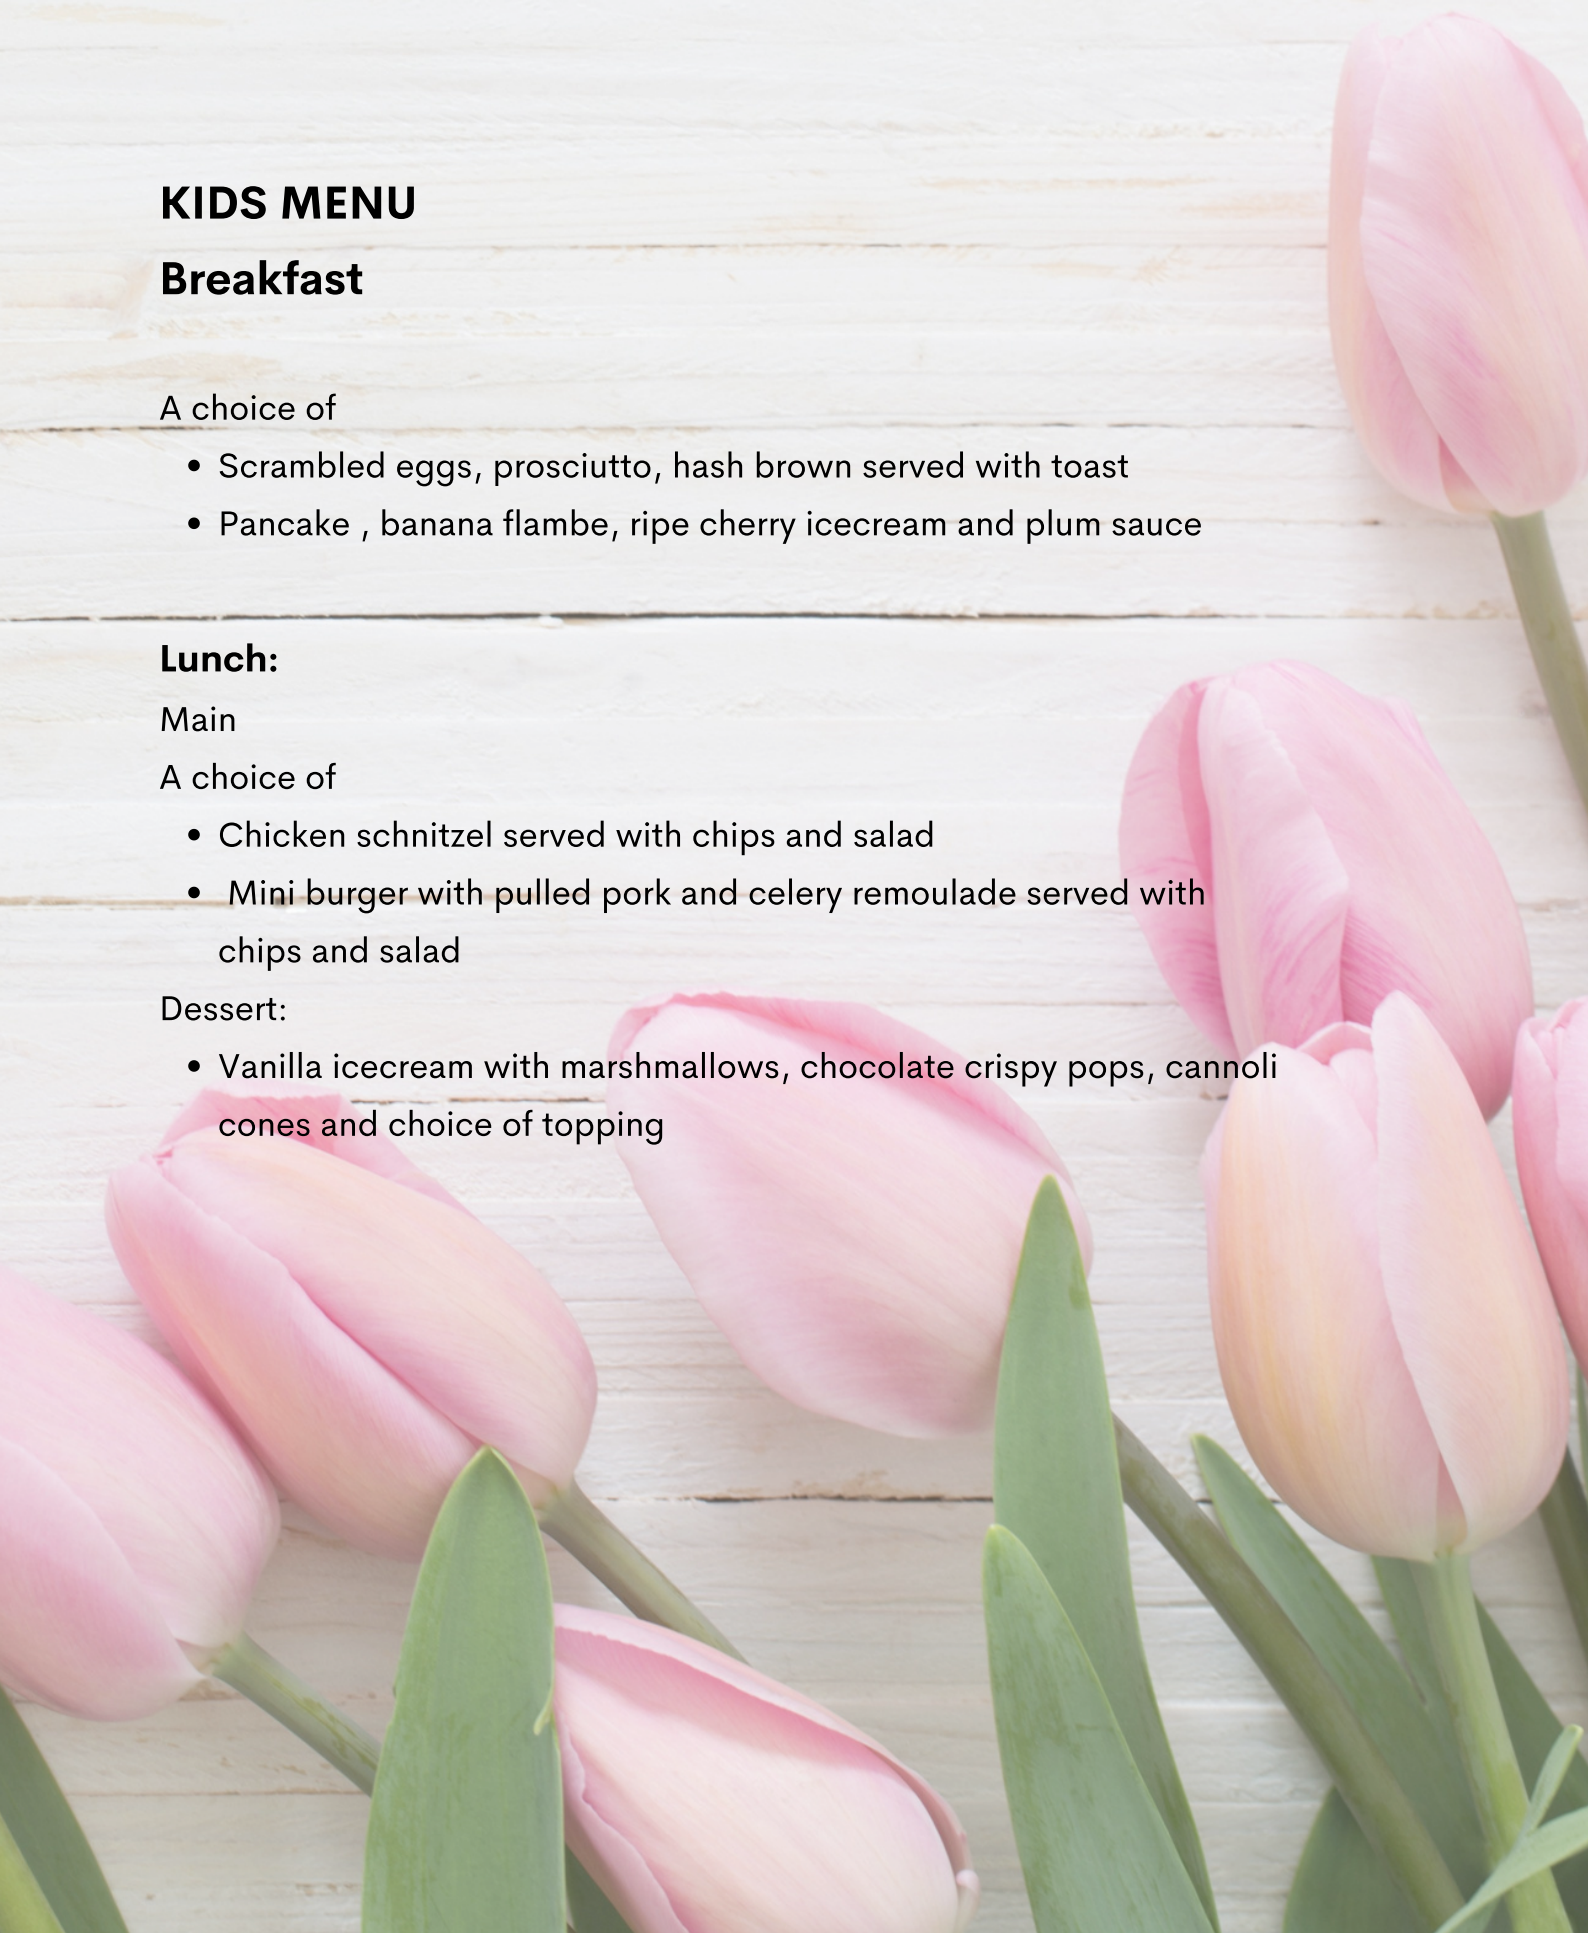 KIDS MENU
Breakfast
A choice of
• Scrambled eggs, prosciutto, hash brown served with toast
• Pancake , banana flambe, ripe cherry icecream and plum sauce
Lunch:
Main
A choice of
• Chicken schnitzel served with chips and salad
• Mini burger with pulled pork and celery remoulade served with
chips and salad
Dessert:
• Vanilla icecream with marshmallows, chocolate crispy pops, cannoli
cones and choice of topping